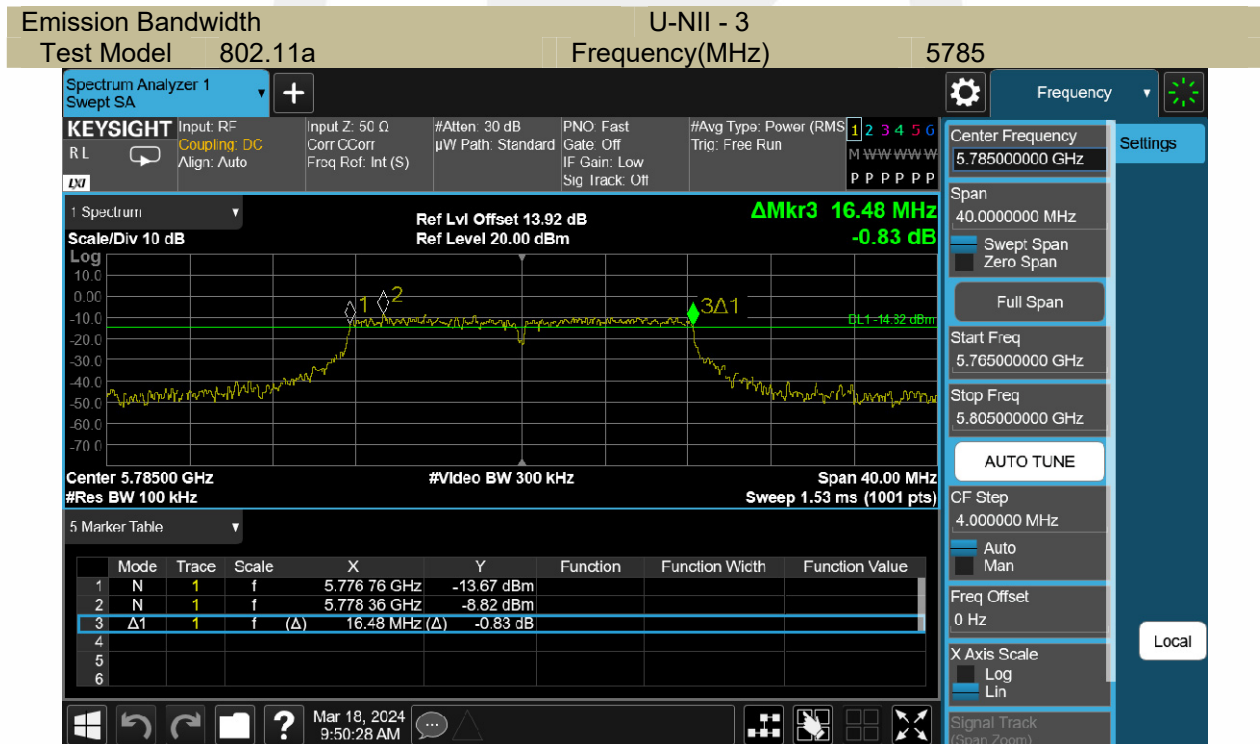 Emission Bandwidth U-NII - 3
Test Model 802.11a Frequency(MHz) 5785
Spectrum Analyzer 1
Swept SA
+
Frequency
KEYSIGHT
R L
LXI
Input: RF
Coupling: DC
Align: Auto
Input Z: 50 Ω
Corr CCorr
Freq Ref: Int (S)
#Atten: 30 dB
µW Path: Standard
PNO: Fast
Gate: Off
IF Gain: Low
Sig Track: Off
#Avg Type: Power (RMS
Trig: Free Run
1 2 3 4 5 6
M W W W W W
P P P P P P
1 Spectrum
Scale/Div 10 dB
Ref Lvl Offset 13.92 dB
Ref Level 20.00 dBm
ΔMkr3 16.48 MHz
-0.83 dB
Log
10.0
0.00
-10.0
-20.0
-30.0
-40.0
-50.0
-60.0
-70.0
1
2
3Δ1
DL1 -14.82 dBm
Center 5.78500 GHz
#Res BW 100 kHz
#Video BW 300 kHz
Span 40.00 MHz
Sweep 1.53 ms (1001 pts)
5 Marker Table
Mode Trace Scale X Y Function Function Width Function Value
1 N 1 f 5.776 76 GHz -13.67 dBm
2 N 1 f 5.778 36 GHz -8.82 dBm
3 Δ1 1 f (Δ) 16.48 MHz (Δ) -0.83 dB
4
5
6
Center Frequency
5.785000000 GHz
Settings
Span
40.0000000 MHz
Swept Span
Zero Span
Full Span
Start Freq
5.765000000 GHz
Stop Freq
5.805000000 GHz
AUTO TUNE
CF Step
4.000000 MHz
Auto
Man
Freq Offset
0 Hz
X Axis Scale
Log
Lin
Signal Track
(Span Zoom)
Local
?
Mar 18, 2024
9:50:28 AM